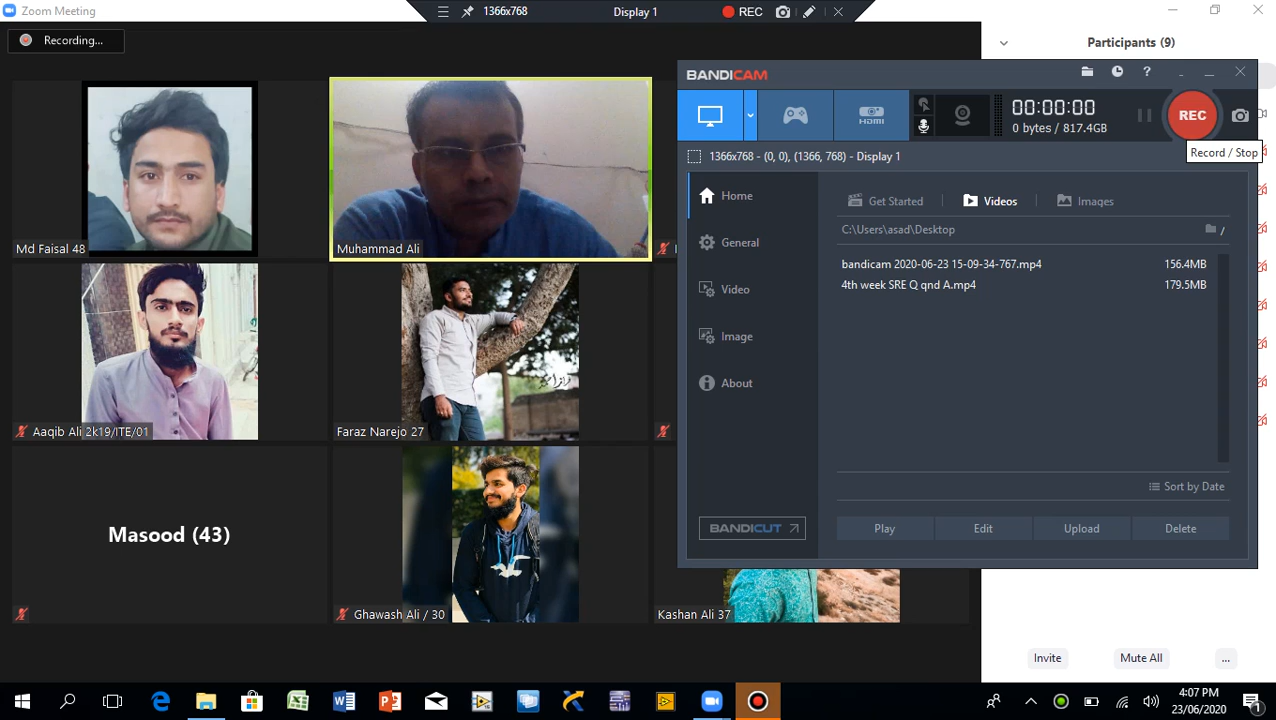 Zoom Meeting
1366x768
Display 1
REC
Recording...
Participants (9)
Md Faisal 48
Muhammad Ali
Aaqib Ali 2k19/ITE/01
Faraz Narejo 27
Masood (43)
Ghawash Ali / 30
Kashan Ali 37
BANDICAM
?
HDMI
00:00:00
0 bytes / 817.4GB
REC
Record / Stop
1366x768 - (0, 0), (1366, 768) - Display 1
Home
General
Video
Image
About
BANDICUT
Get Started
Videos
Images
C:\Users\asad\Desktop
/
bandicam 2020-06-23 15-09-34-767.mp4 156.4MB
4th week SRE Q qnd A.mp4 179.5MB
Sort by Date
Play
Edit
Upload
Delete
Invite
Mute All
...
4:07 PM
23/06/2020
1